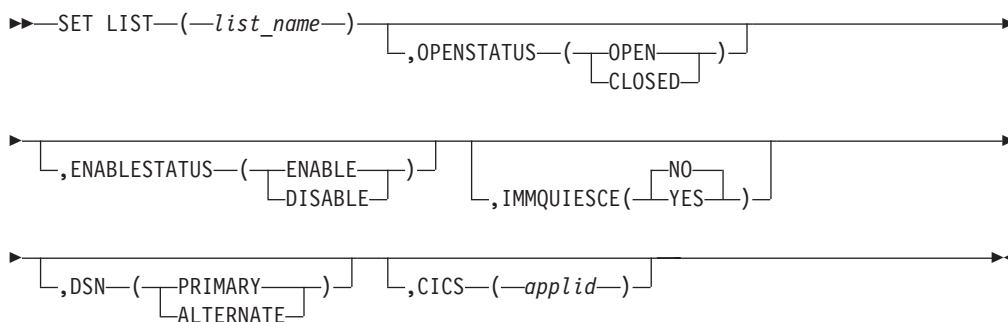 SET LIST ( list_name )
,OPENSTATUS ( OPEN )
CLOSED
,ENABLESTATUS ( ENABLE )
DISABLE
,IMMQUIESCE( NO
YES )
,DSN ( PRIMARY )
ALTERNATE
,CICS ( applid )